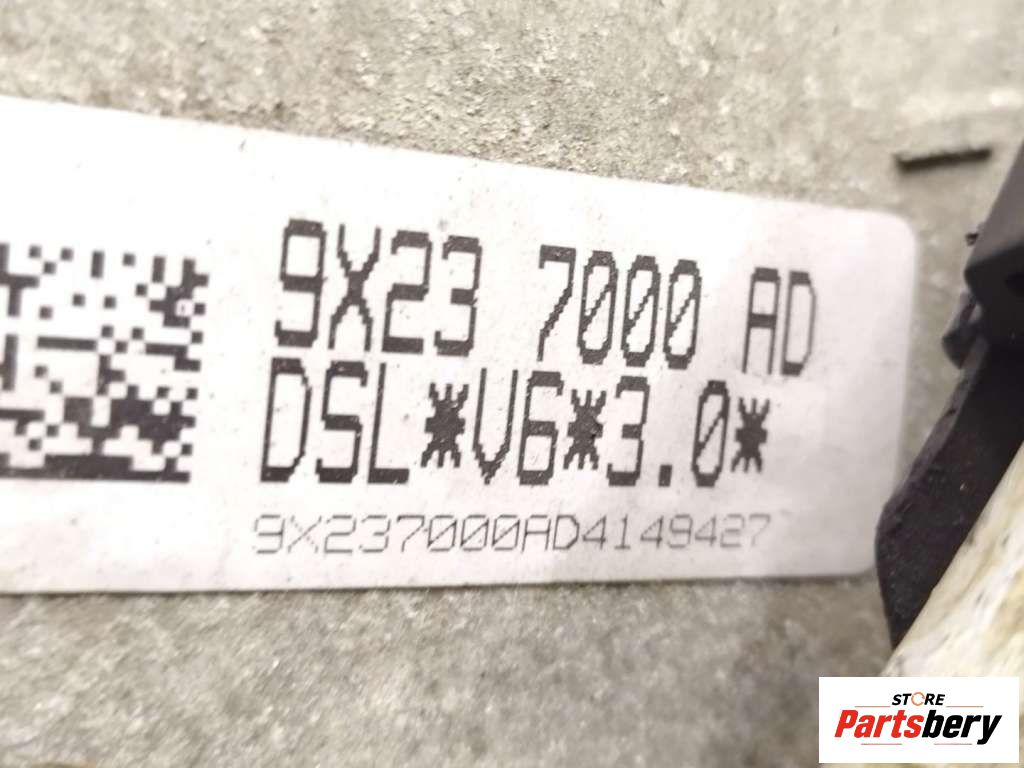 9X23 7000 AD
DSL*V6*3.0*
9X237000AD4149427
STORE
Partsbery